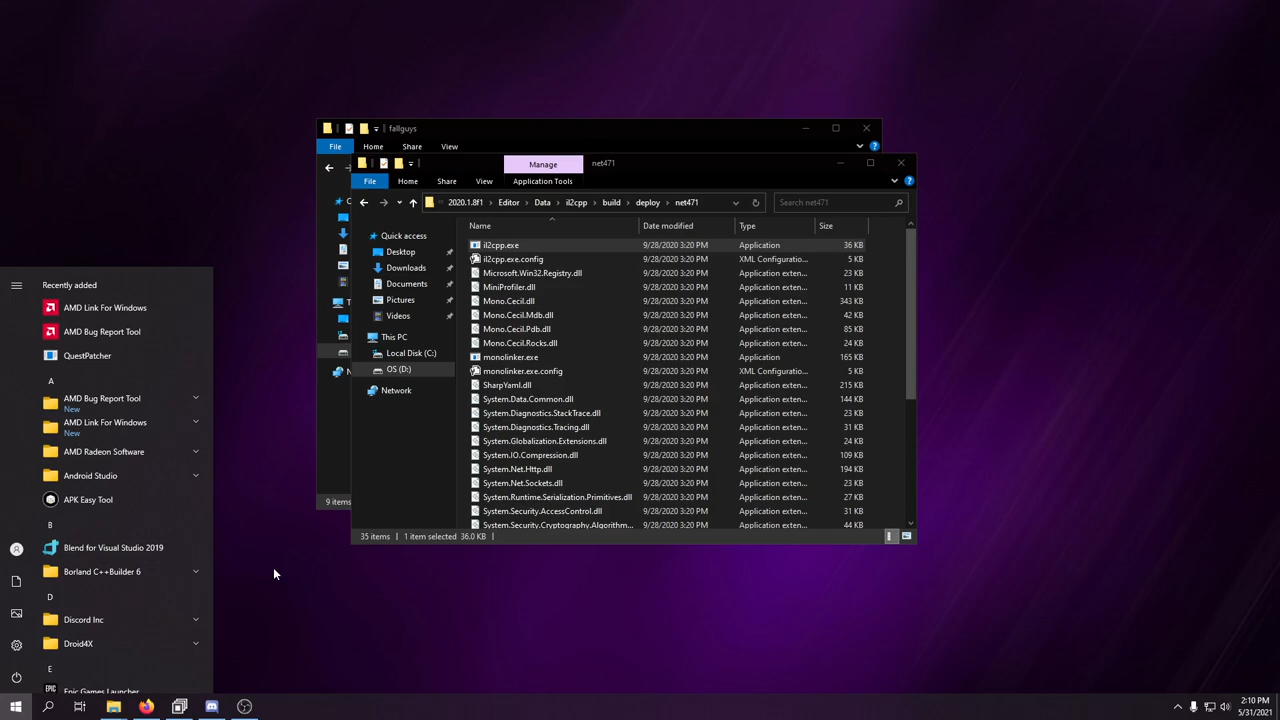 fallguys
File Home Share View
Manage net471
File Home Share View Application Tools
2020.1.8f1 Editor Data il2cpp build deploy net471 Search net471
Name Date modified Type Size
Quick access
Desktop
Downloads
Documents
Pictures
Videos
This PC
Local Disk (C:)
OS (D:)
Network
il2cpp.exe 9/28/2020 3:20 PM Application 36 KB
il2cpp.exe.config 9/28/2020 3:20 PM XML Configuratio... 5 KB
Microsoft.Win32.Registry.dll 9/28/2020 3:20 PM Application exten... 23 KB
MiniProfiler.dll 9/28/2020 3:20 PM Application exten... 11 KB
Mono.Cecil.dll 9/28/2020 3:20 PM Application exten... 343 KB
Mono.Cecil.Mdb.dll 9/28/2020 3:20 PM Application exten... 42 KB
Mono.Cecil.Pdb.dll 9/28/2020 3:20 PM Application exten... 85 KB
Mono.Cecil.Rocks.dll 9/28/2020 3:20 PM Application exten... 24 KB
monolinker.exe 9/28/2020 3:20 PM Application 165 KB
monolinker.exe.config 9/28/2020 3:20 PM XML Configuratio... 5 KB
SharpYaml.dll 9/28/2020 3:20 PM Application exten... 215 KB
System.Data.Common.dll 9/28/2020 3:20 PM Application exten... 144 KB
System.Diagnostics.StackTrace.dll 9/28/2020 3:20 PM Application exten... 23 KB
System.Diagnostics.Tracing.dll 9/28/2020 3:20 PM Application exten... 31 KB
System.Globalization.Extensions.dll 9/28/2020 3:20 PM Application exten... 24 KB
System.IO.Compression.dll 9/28/2020 3:20 PM Application exten... 109 KB
System.Net.Http.dll 9/28/2020 3:20 PM Application exten... 194 KB
System.Net.Sockets.dll 9/28/2020 3:20 PM Application exten... 23 KB
System.Runtime.Serialization.Primitives.dll 9/28/2020 3:20 PM Application exten... 27 KB
System.Security.AccessControl.dll 9/28/2020 3:20 PM Application exten... 31 KB
System.Security.Cryptography.Algorithm... 9/28/2020 3:20 PM Application exten... 44 KB
9 items
35 items 1 item selected 36.0 KB
Recently added
AMD Link For Windows
AMD Bug Report Tool
QuestPatcher
A
AMD Bug Report Tool
New
AMD Link For Windows
New
AMD Radeon Software
Android Studio
APK Easy Tool
B
Blend for Visual Studio 2019
Borland C++Builder 6
D
Discord Inc
Droid4X
E
EPIC Epic Games Launcher
2:10 PM
5/31/2021